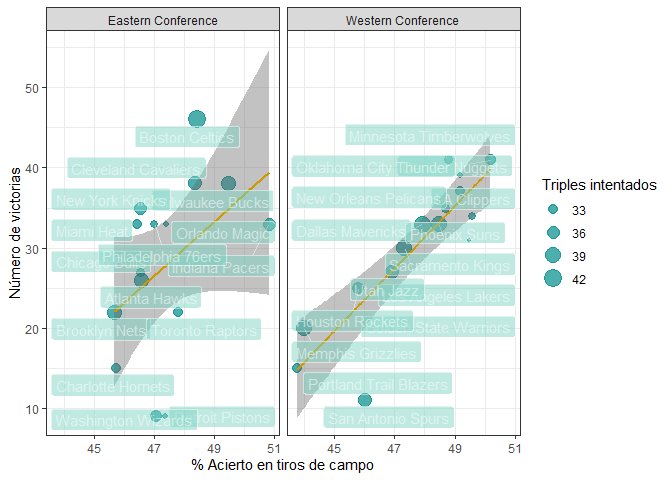 Eastern Conference
Western Conference
Número de victorias
50
40
30
20
10
Boston Celtics
Cleveland Cavaliers
New York Knicks
Miami Heat
Orlando Magic
Philadelphia 76ers
Chicago
Indiana Pacers
Atlanta Hawks
Brooklyn Nets
Toronto Raptors
Charlotte Hornets
Washington Wizards
Detroit Pistons
Minnesota Timberwolves
Oklahoma City Thunder
Nuggets
New Orleans Pelicans
Clippers
Dallas Mavericks
Phoenix Suns
Sacramento Kings
Utah Jazz
Angeles Lakers
Houston Rockets
State Warriors
Memphis Grizzlies
Portland Trail Blazers
San Antonio Spurs
45
47
49
51
45
47
49
51
% Acierto en tiros de campo
Triples intentados
33
36
39
42